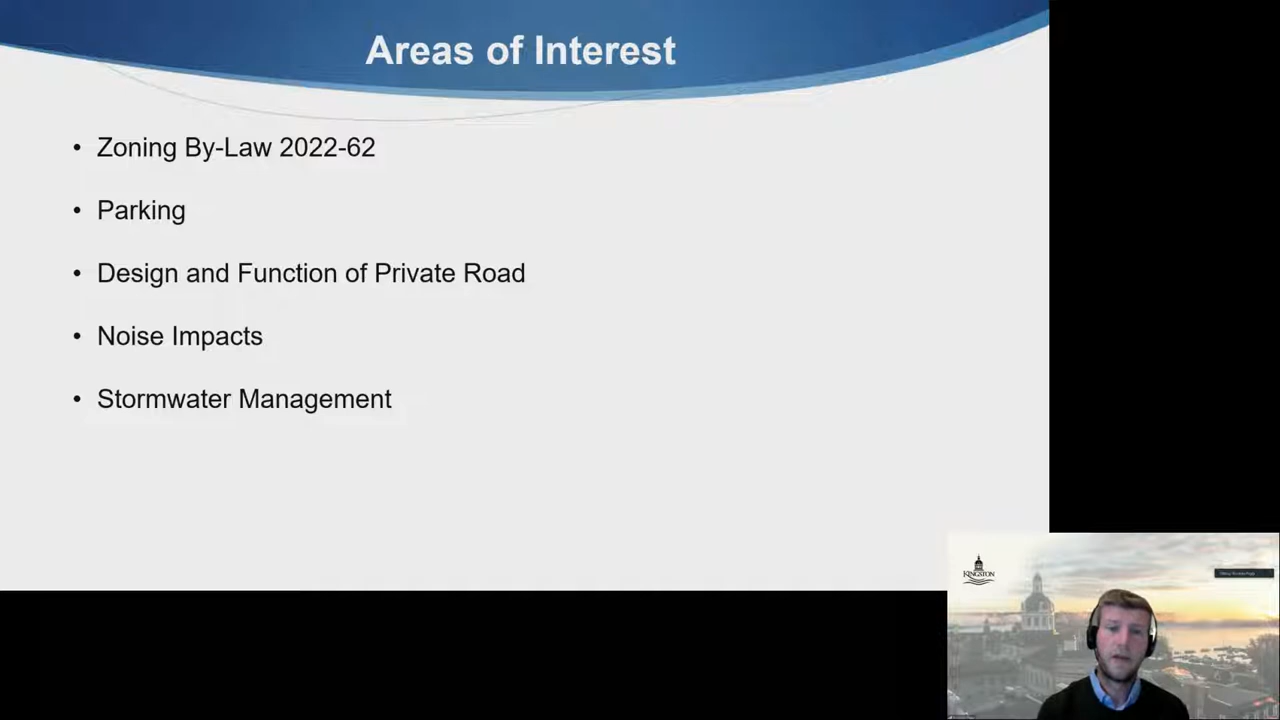 Areas of Interest
• Zoning By-Law 2022-62
• Parking
• Design and Function of Private Road
• Noise Impacts
• Stormwater Management
KINGSTON